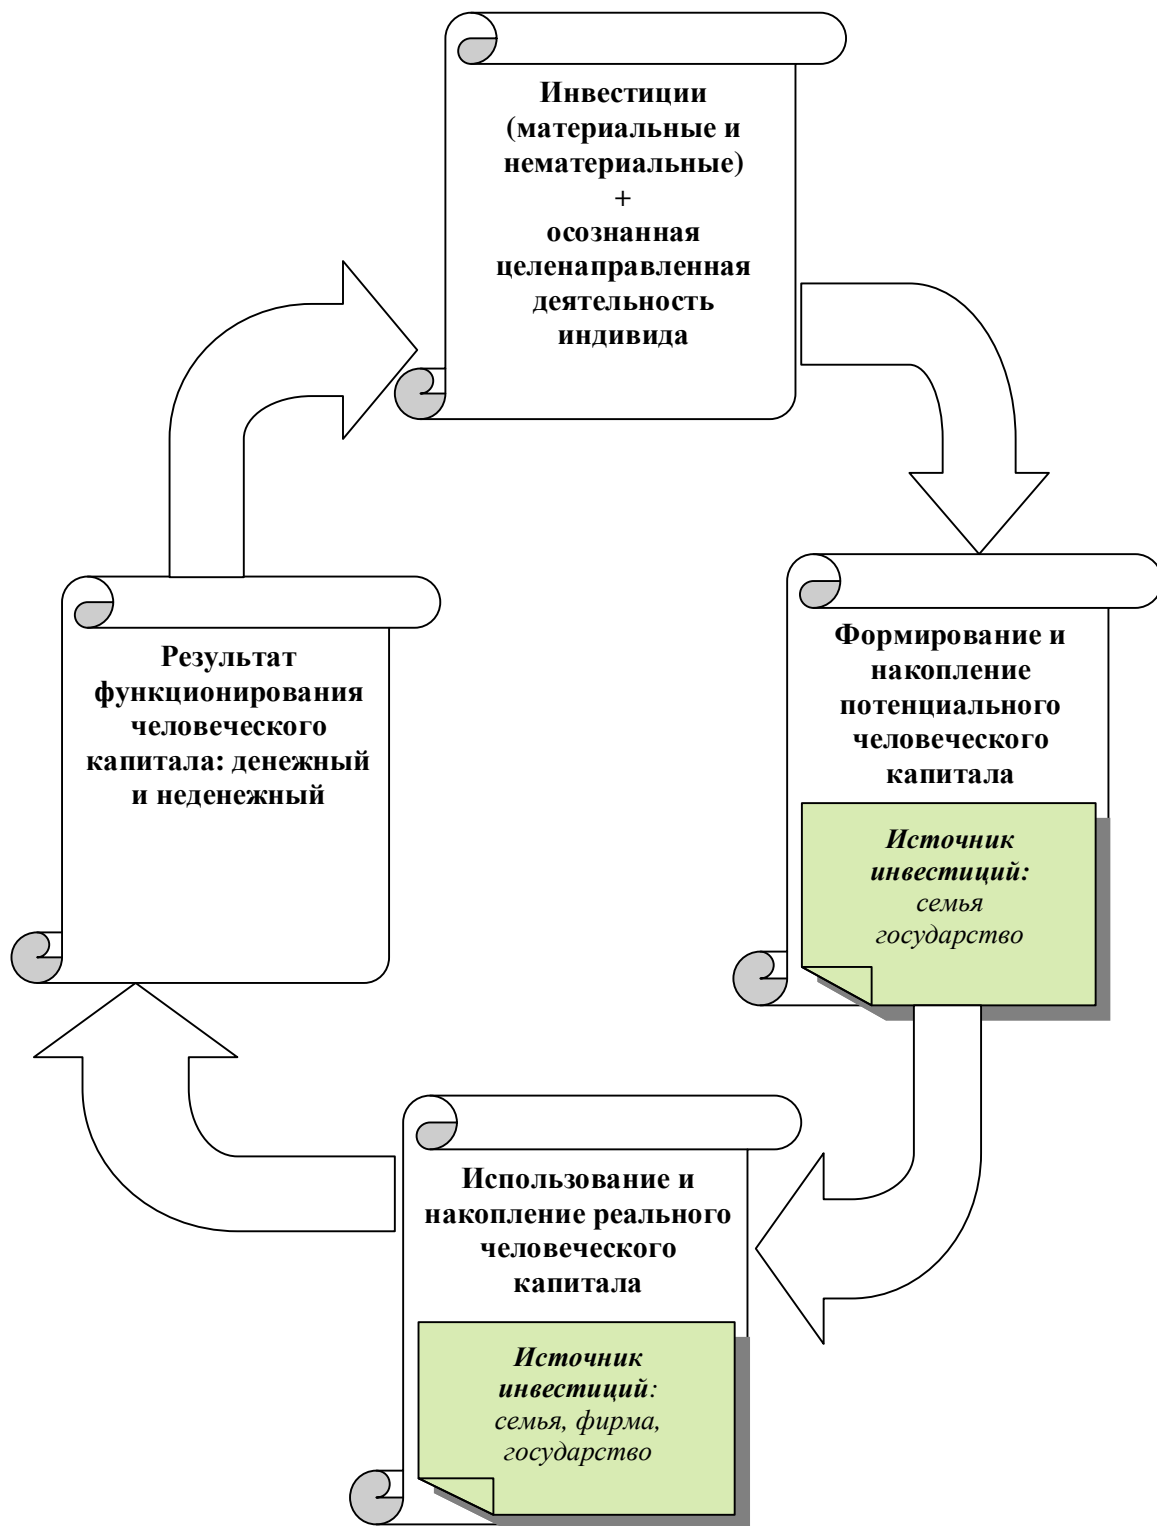 Инвестиции
(материальные и
нематериальные)
+
осознанная
целенаправленная
деятельность
индивида
Формирование и
накопление
потенциального
человеческого
капитала
Источник
инвестиций:
семья
государство
Использование и
накопление реального
человеческого
капитала
Источник
инвестиций:
семья, фирма,
государство
Результат
функционирования
человеческого
капитала: денежный
и неденежный